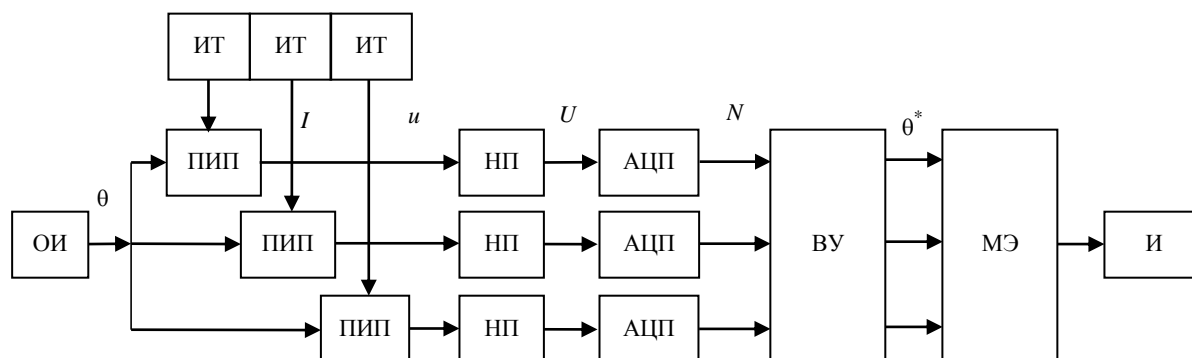 ИТ ИТ ИТ
I u U N θ*
ПИП НП АЦП
θ
ОИ ПИП НП АЦП ВУ МЭ И
ПИП НП АЦП